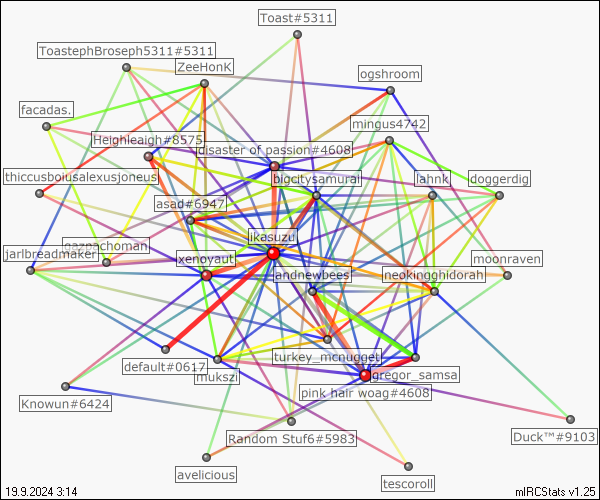 Toast#5311
ToastephBroseph5311#5311
ZeeHonK
ogshroom
facadas.
mingus4742
Heighleaigh#8575
disaster of passion#4608
thiccusboiusalexusjoneus
bigcitysamurai
lahnk
doggerdig
asad#6947
ikasuzu
jarlbreadmaker
gazpachoman
xenoyaut
andnewbees
neokingghidorah
moonraven
default#0617
mukszi
turkey_mcnugget
gregor_samsa
Knowun#6424
pink hair woag#4608
Random Stuf6#5983
Duck™#9103
avelicious
tescoroll
19.9.2024 3:14
mIRCStats v1.25